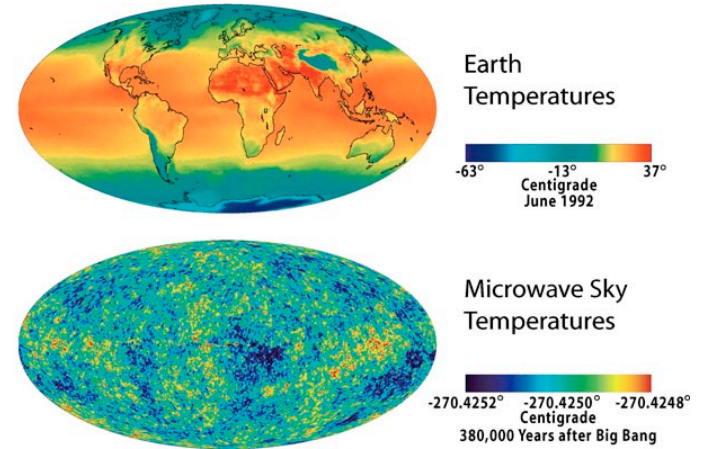 Earth
Temperatures
-63° -13° 37°
Centigrade
June 1992
Microwave Sky
Temperatures
-270.4252° -270.4250° -270.4248°
Centigrade
380,000 Years after Big Bang